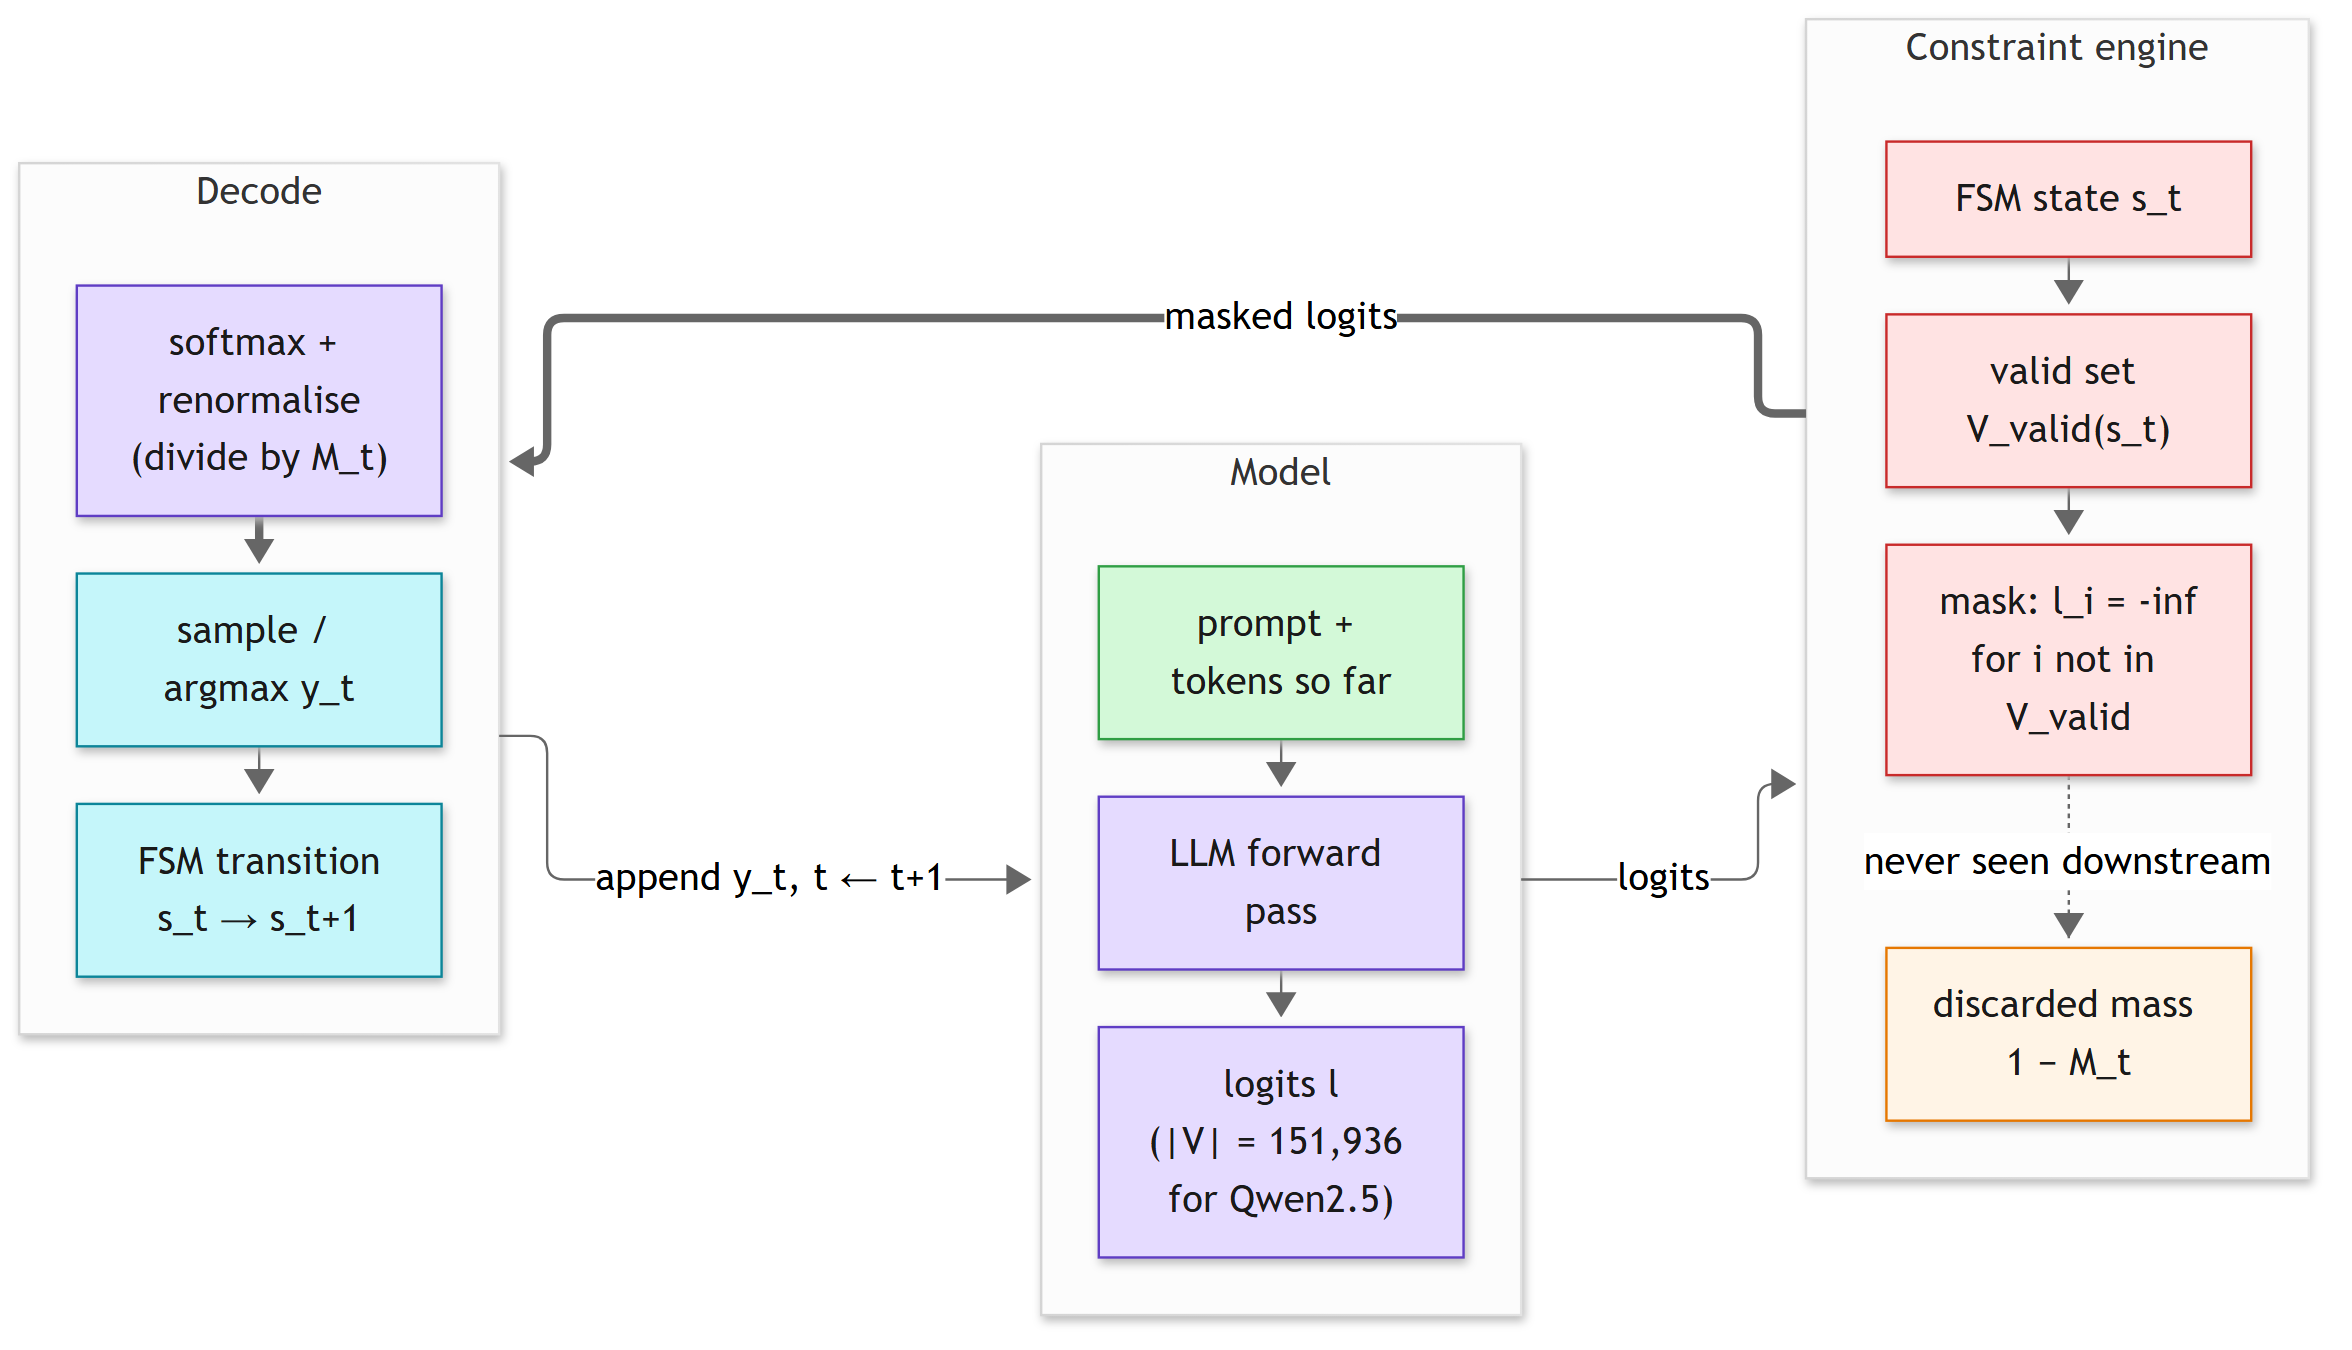 Decode
softmax +
renormalise
(divide by M_t)
sample /
argmax y_t
FSM transition
s_t → s_t+1
masked logits
append y_t, t ← t+1
Model
prompt +
tokens so far
LLM forward
pass
logits l
(|V| = 151,936
for Qwen2.5)
logits
Constraint engine
FSM state s_t
valid set
V_valid(s_t)
mask: l_i = -inf
for i not in
V_valid
never seen downstream
discarded mass
1 − M_t